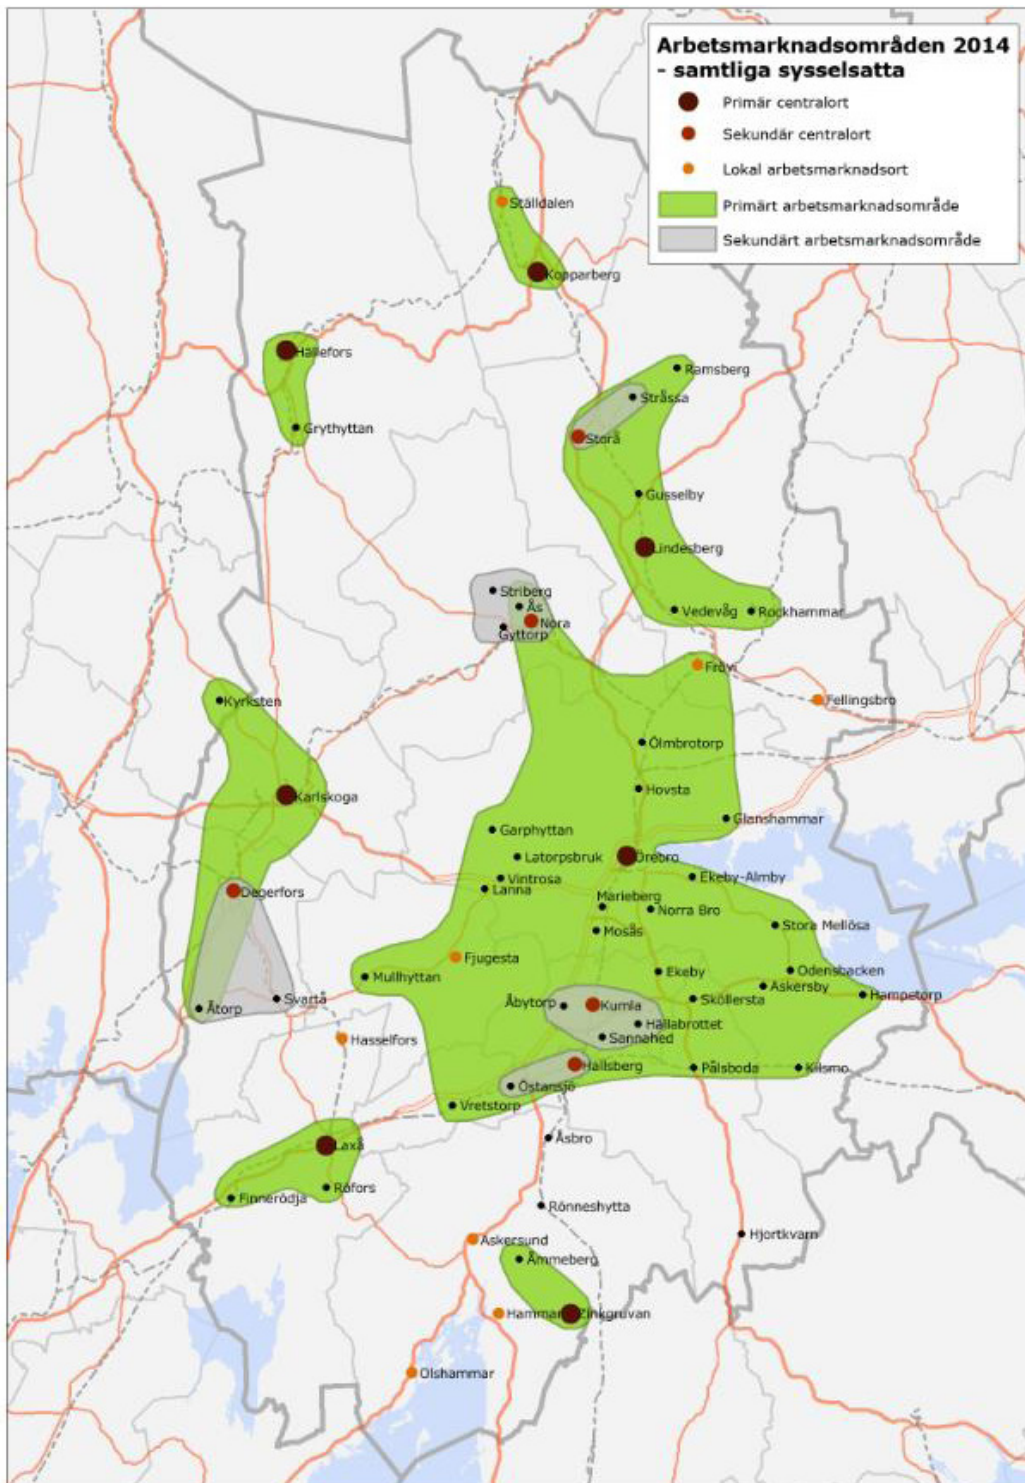 Arbetsmarknadsområden 2014
- samtliga sysselsatta
Primär centralort
Sekundär centralort
Lokal arbetsmarknadsort
Primärt arbetsmarknadsområde
Sekundärt arbetsmarknadsområde
Ställdalen
Kopparberg
Hällefors
Ramsberg
Stråssa
Grythyttan
Storå
Gusselby
Lindesberg
Striberg
Ås
Vedevåg
Rockhammar
Nora
Gyttorp
Frövi
Kyrksten
Fellingsbro
Ölmbrotorp
Hovsta
Karlskoga
Glanshammar
Garphyttan
Latorpsbruk
Örebro
Vintrosa
Ekeby-Almby
Lanna
Degerfors
Marieberg
Norra Bro
Stora Mellösa
Mosås
Fjugesta
Mullhyttan
Ekeby
Odensbacken
Askersby
Hampetorp
Svartå
Åtorp
Åbytorp
Kumla
Sköllersta
Hällabrottet
Sannahed
Hasselfors
Hallsberg
Pålsboda
Kilsmo
Östansjö
Vretstorp
Åsbro
Laxå
Röfors
Finnerödja
Rönneshytta
Hjortkvarn
Askersund
Åmmeberg
Hammar
Zinkgruvan
Olshammar